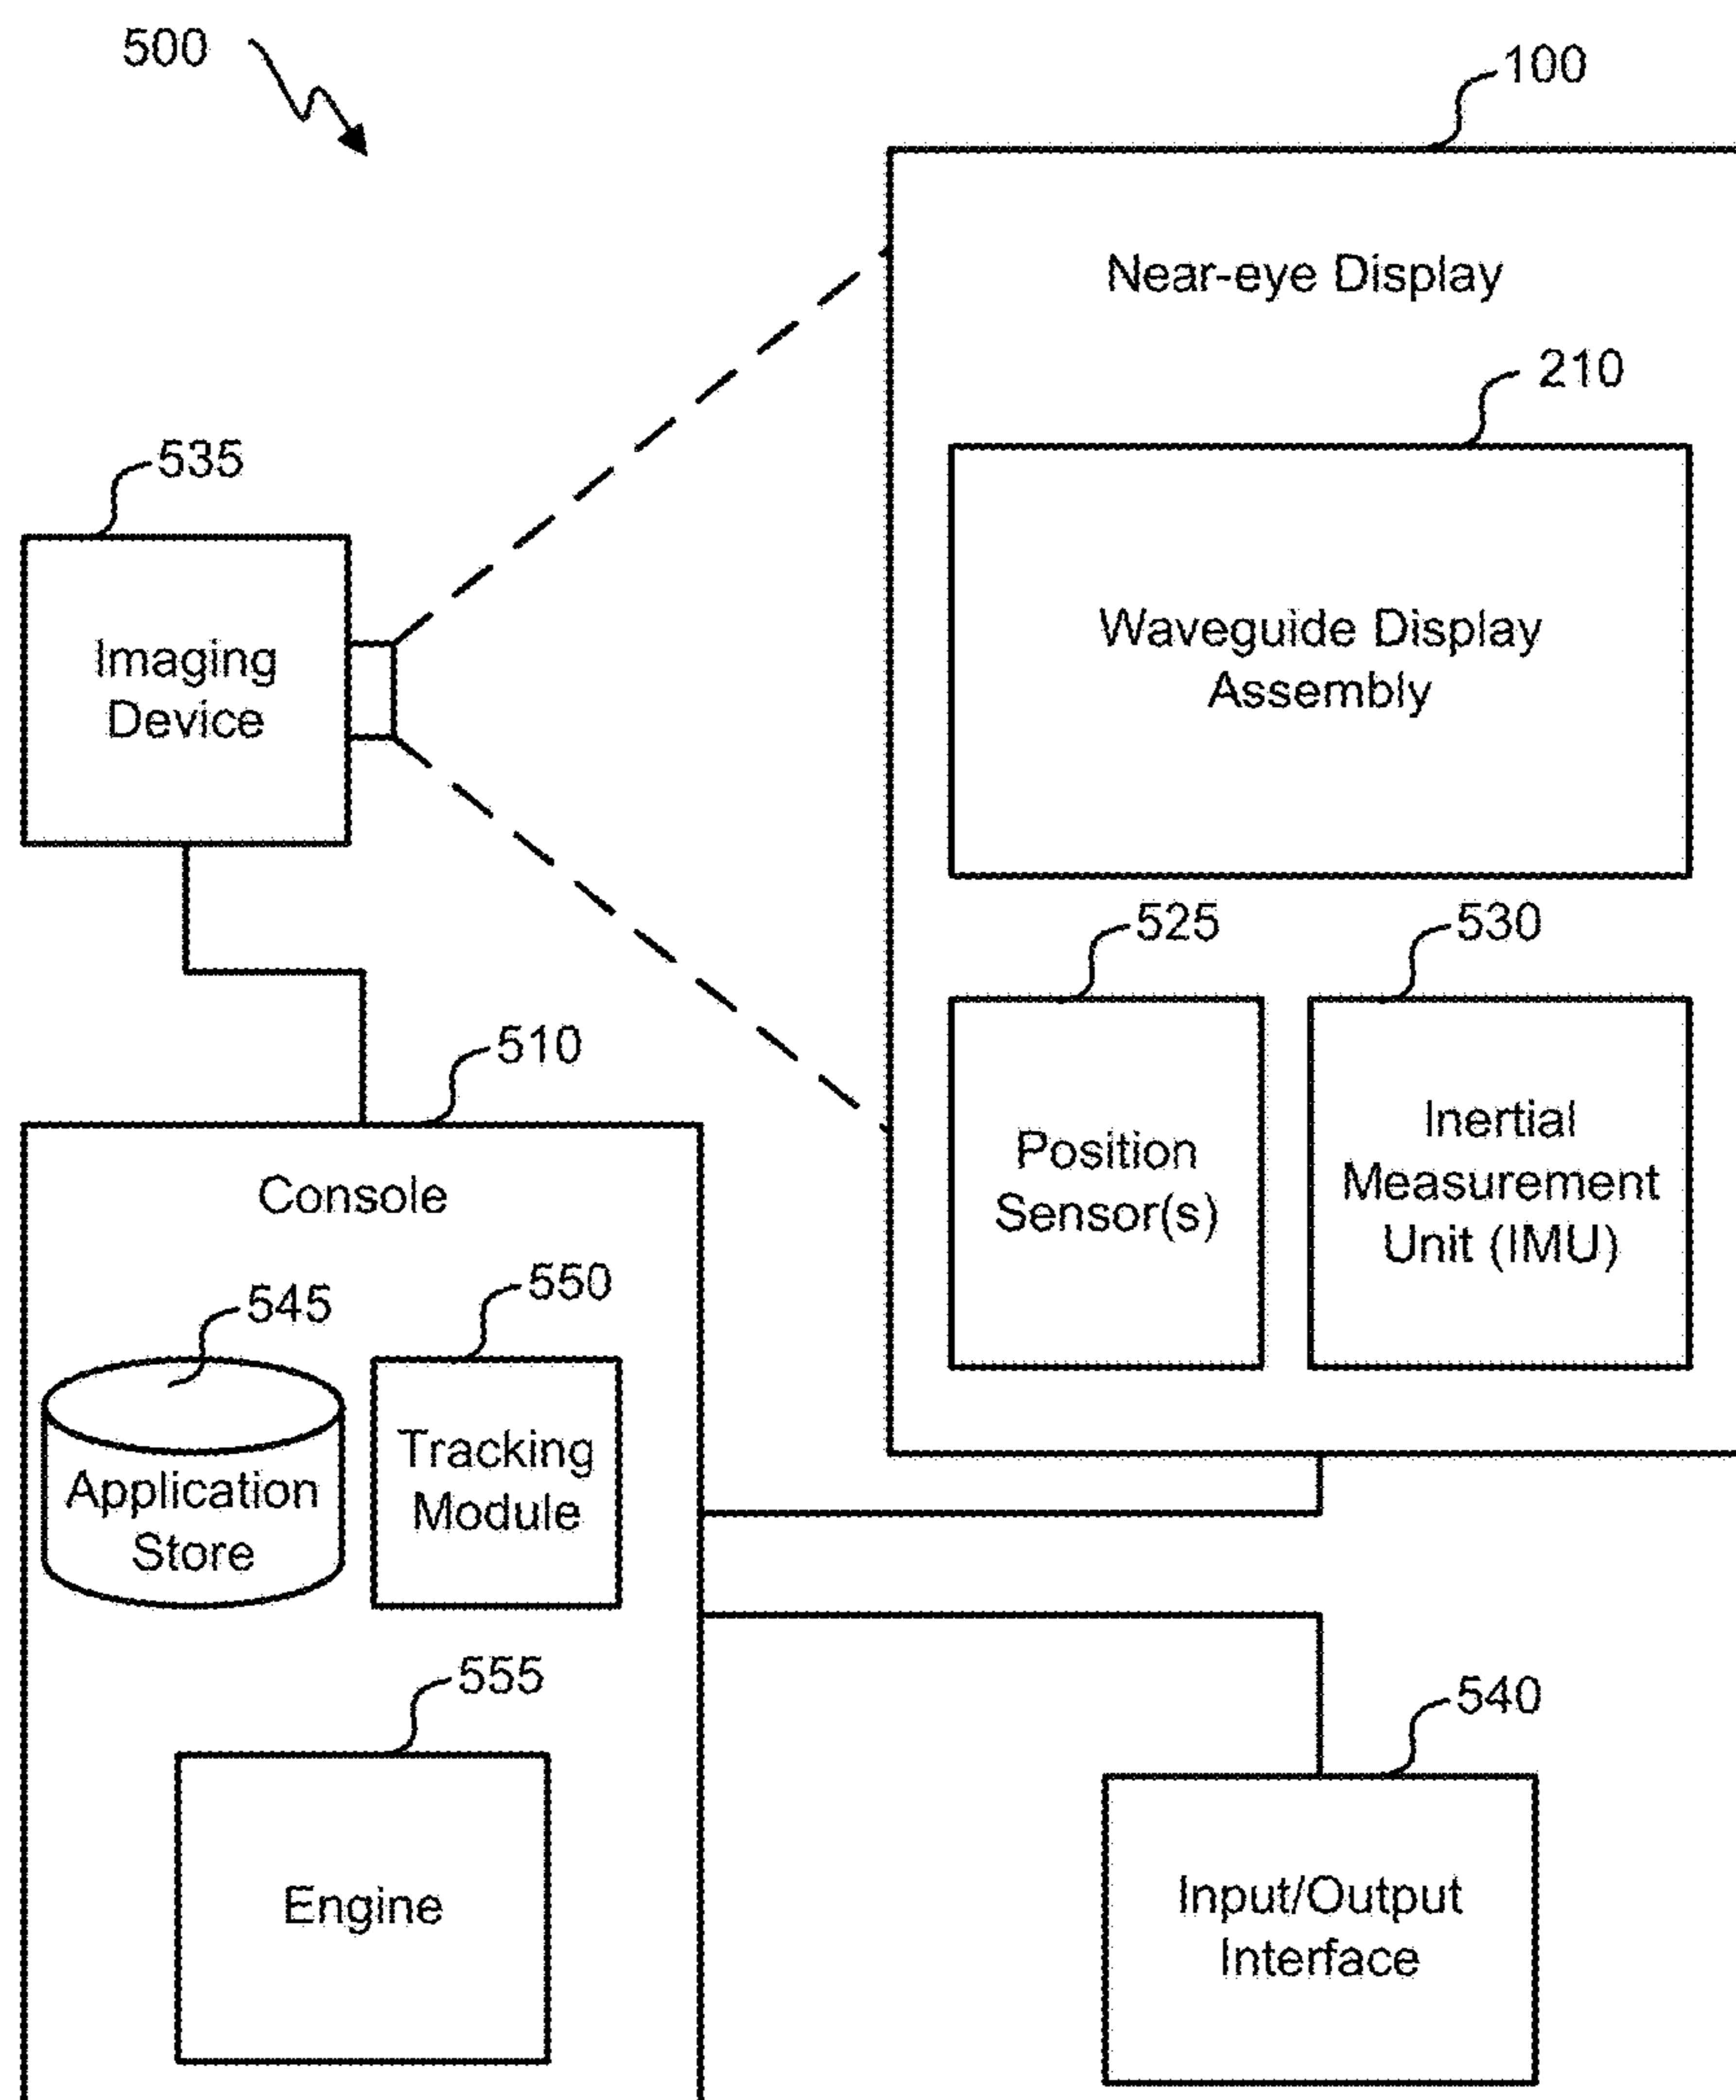 500
100
Near-eye Display
210
Waveguide Display
Assembly
535
Imaging
Device
525
530
Position
Sensor(s)
Inertial
Measurement
Unit (IMU)
510
Console
545
550
Application
Store
Tracking
Module
555
Engine
540
Input/Output
Interface